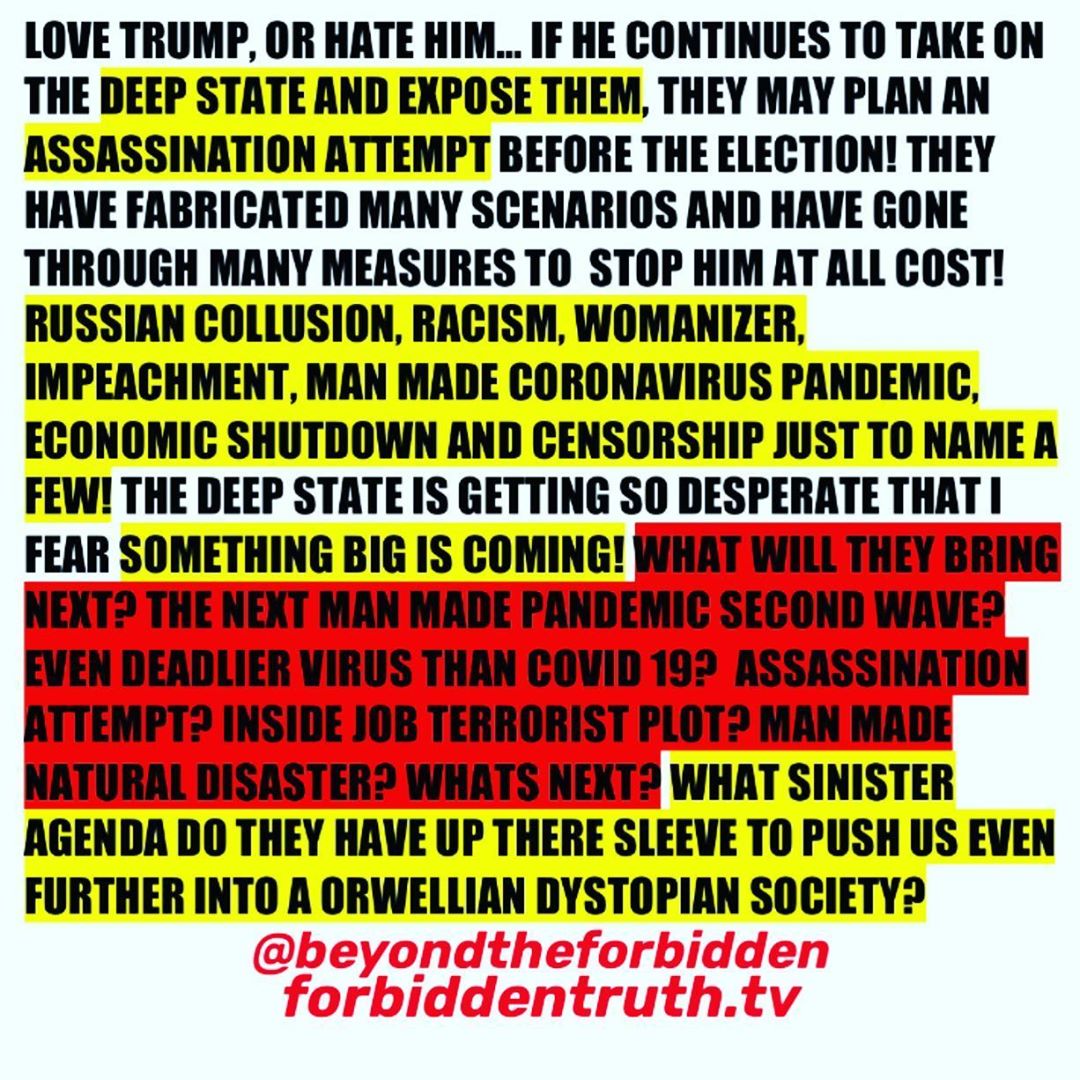 LOVE TRUMP, OR HATE HIM... IF HE CONTINUES TO TAKE ON
THE DEEP STATE AND EXPOSE THEM, THEY MAY PLAN AN
ASSASSINATION ATTEMPT BEFORE THE ELECTION! THEY
HAVE FABRICATED MANY SCENARIOS AND HAVE GONE
THROUGH MANY MEASURES TO STOP HIM AT ALL COST!
RUSSIAN COLLUSION, RACISM, WOMANIZER,
IMPEACHMENT, MAN MADE CORONAVIRUS PANDEMIC,
ECONOMIC SHUTDOWN AND CENSORSHIP JUST TO NAME A
FEW! THE DEEP STATE IS GETTING SO DESPERATE THAT I
FEAR SOMETHING BIG IS COMING! WHAT WILL THEY BRING
NEXT? THE NEXT MAN MADE PANDEMIC SECOND WAVE?
EVEN DEADLIER VIRUS THAN COVID 19? ASSASSINATION
ATTEMPT? INSIDE JOB TERRORIST PLOT? MAN MADE
NATURAL DISASTER? WHATS NEXT? WHAT SINISTER
AGENDA DO THEY HAVE UP THERE SLEEVE TO PUSH US EVEN
FURTHER INTO A ORWELLIAN DYSTOPIAN SOCIETY?
@beyondtheforbidden
forbiddentruth.tv